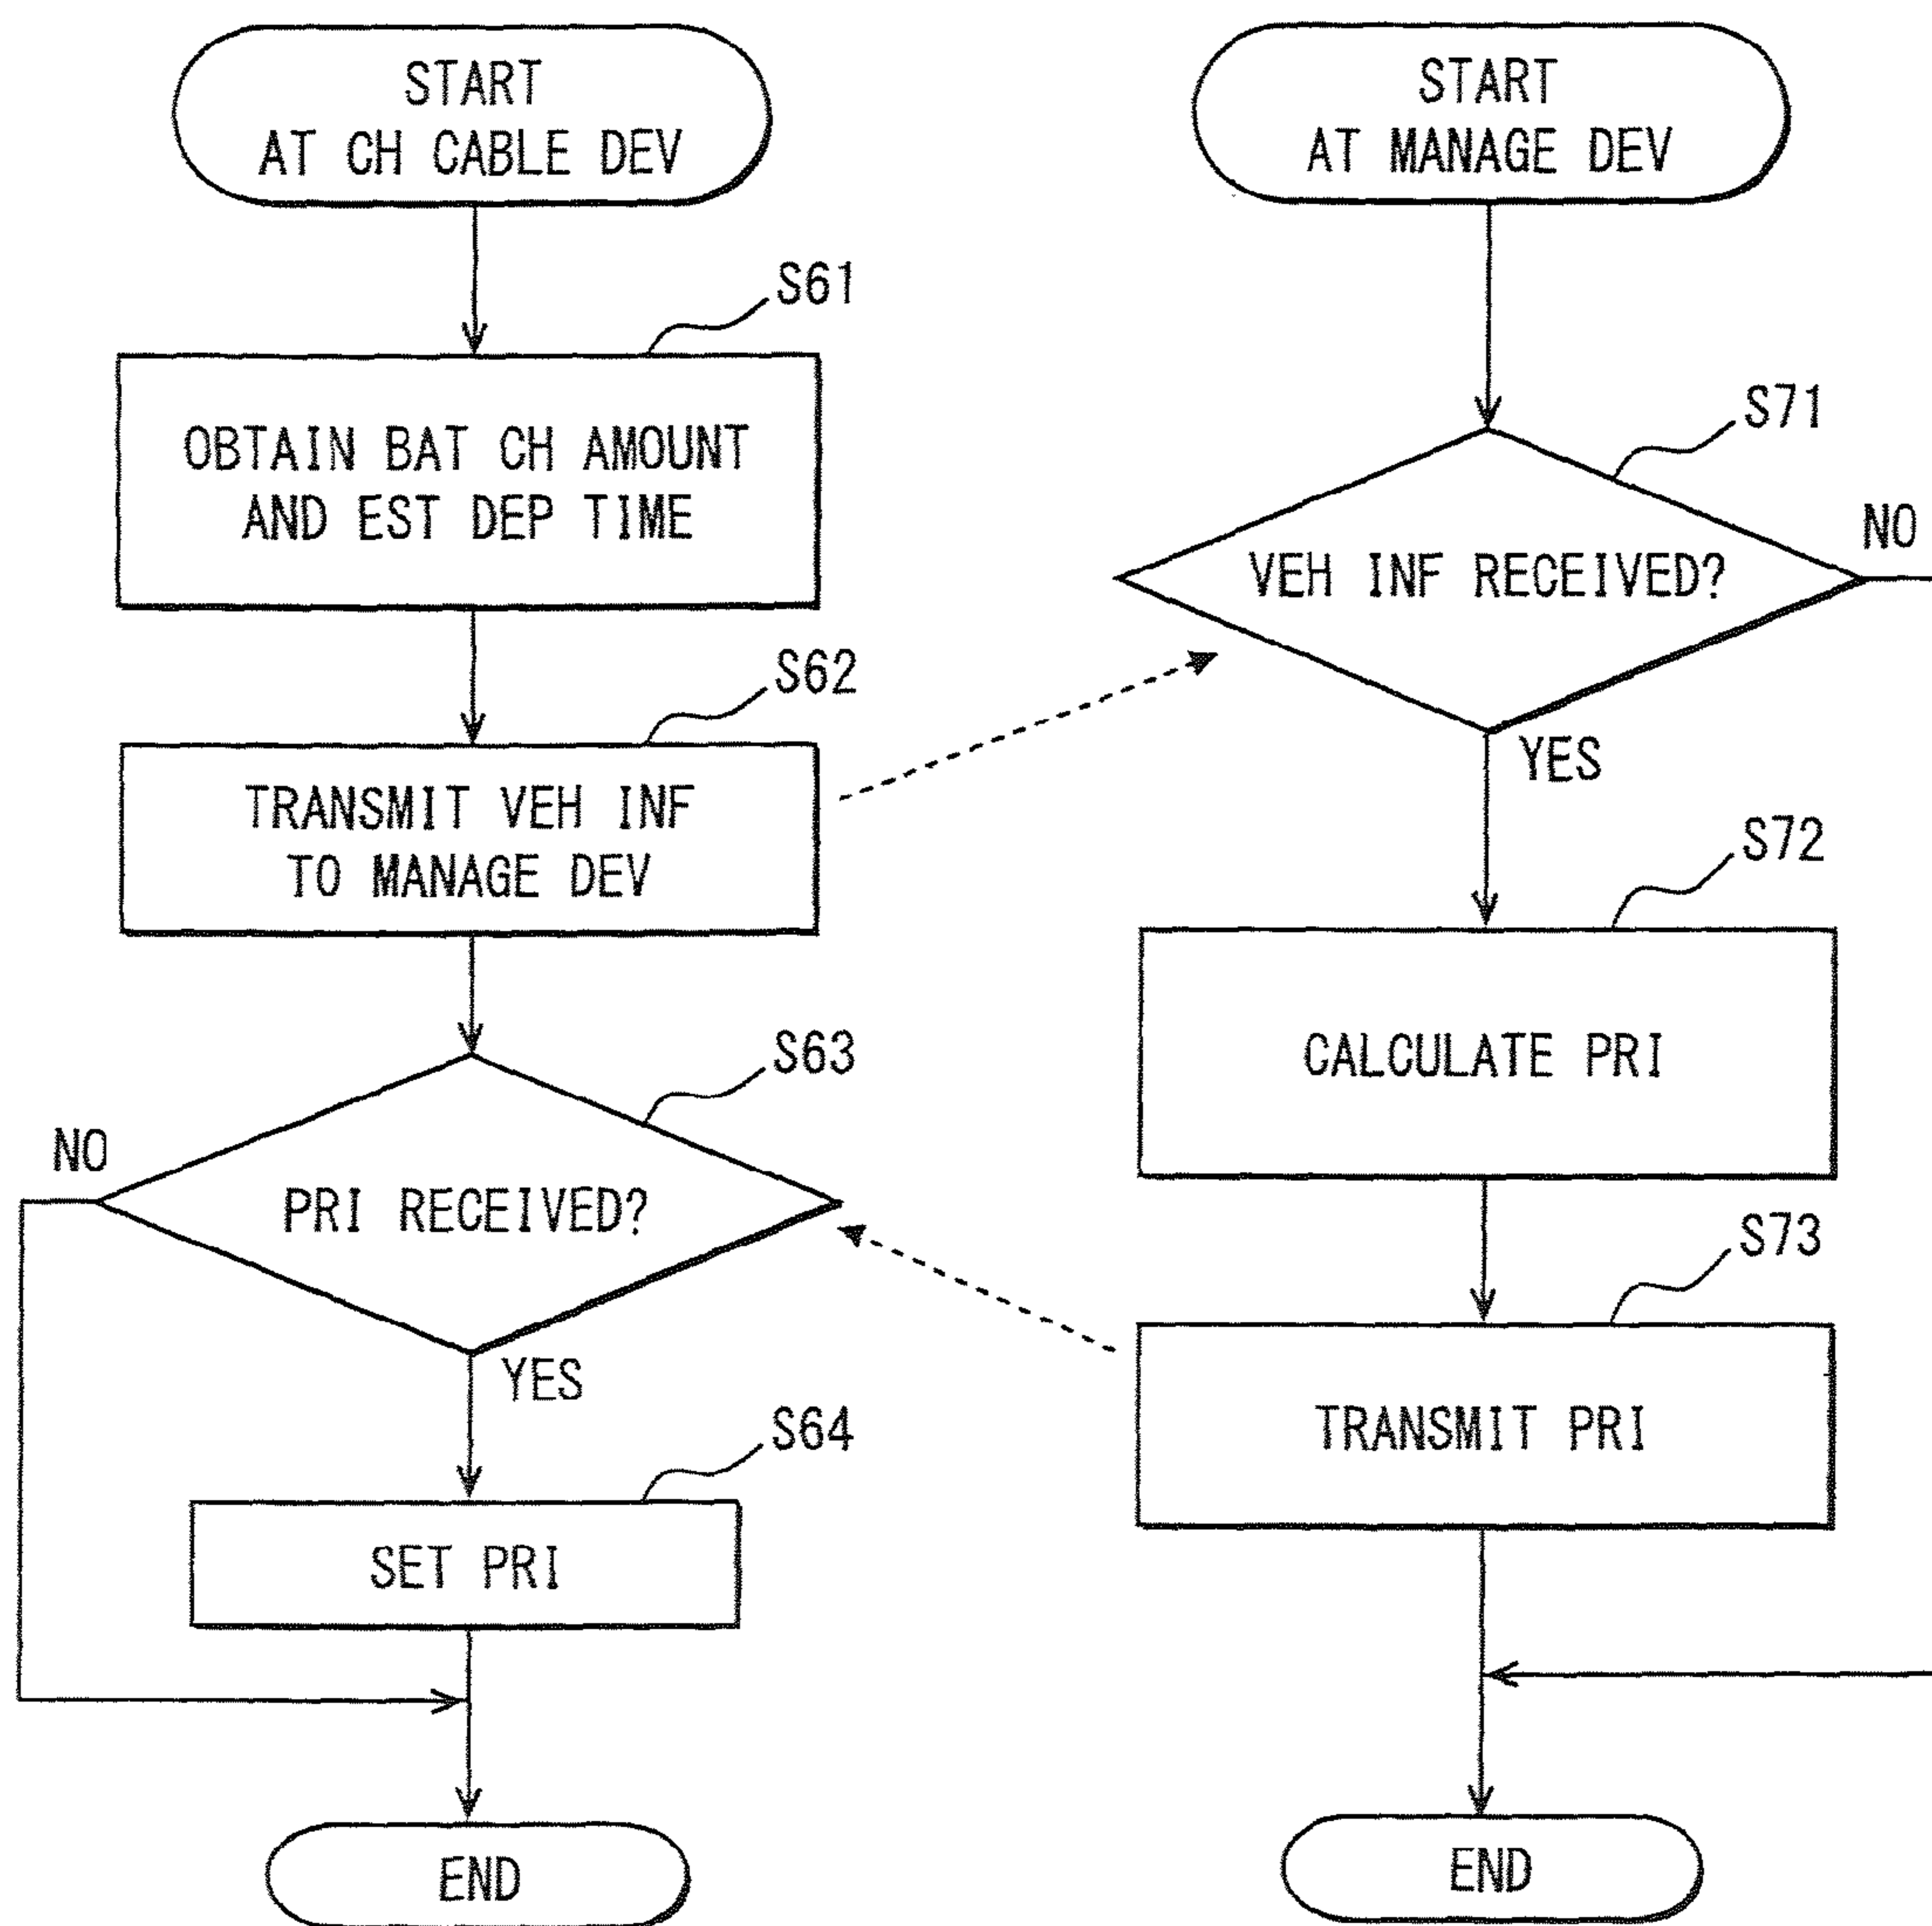 START
AT CH CABLE DEV
S61
OBTAIN BAT CH AMOUNT
AND EST DEP TIME
S62
TRANSMIT VEH INF
TO MANAGE DEV
S63
NO
PRI RECEIVED?
YES
S64
SET PRI
END
START
AT MANAGE DEV
S71
NO
VEH INF RECEIVED?
YES
S72
CALCULATE PRI
S73
TRANSMIT PRI
END